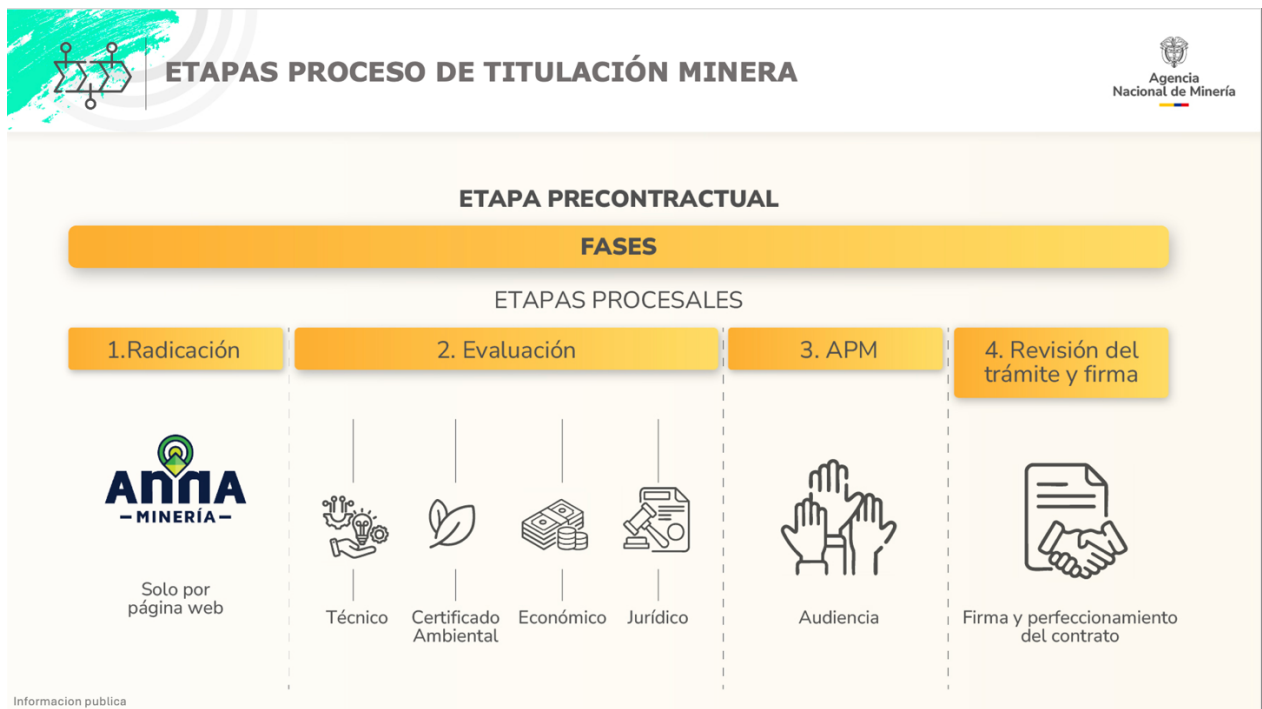 ETAPAS PROCESO DE TITULACIÓN MINERA
Agencia
Nacional de Minería
ETAPA PRECONTRACTUAL
FASES
ETAPAS PROCESALES
1.Radicación
2. Evaluación
3. APM
4. Revisión del
trámite y firma
ANNA
–MINERÍA–
Solo por
página web
Técnico
Certificado
Ambiental
Económico
Jurídico
Audiencia
Firma y perfeccionamiento
del contrato
Informacion publica